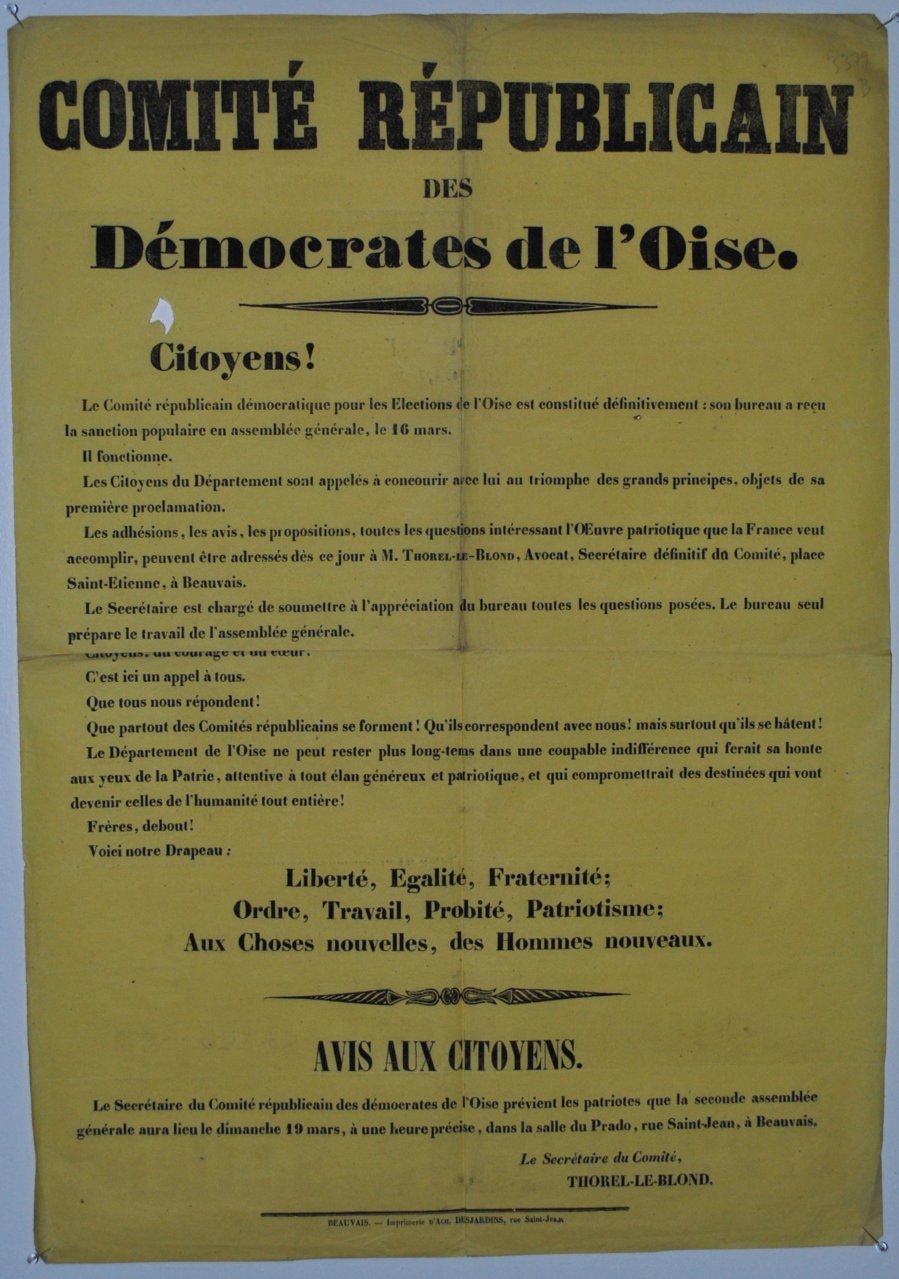 COMITÉ RÉPUBLICAIN
DES
Démocrates de l'Oise.
Citoyens!
Le Comité républicain démocratique pour les Elections de l'Oise est constitué définitivement : son bureau a reçu
la sanction populaire en assemblée générale, le 16 mars.
Il fonctionne.
Les Citoyens du Département sont appelés à concourir avec lui au triomphe des grands principes, objets de sa
première proclamation.
Les adhésions, les avis, les propositions, toutes les questions intéressant l'OEuvre patriotique que la France veut
accomplir, peuvent être adressés dès ce jour à M. THOREL-LE-BLOND, Avocat, Secrétaire définitif du Comité, place
Saint-Etienne, à Beauvais.
Le Secrétaire est chargé de soumettre à l'appréciation du bureau toutes les questions posées. Le bureau seul
prépare le travail de l'assemblée générale.
Citoyens, du courage et du cœur!
C'est ici un appel à tous.
Que tous nous répondent!
Que partout des Comités républicains se forment! Qu'ils correspondent avec nous! mais surtout qu'ils se hâtent!
Le Département de l'Oise ne peut rester plus long-tems dans une coupable indifférence qui ferait sa honte
aux yeux de la Patrie, attentive à tout élan généreux et patriotique, et qui compromettrait des destinées qui vont
devenir celles de l'humanité tout entière!
Frères, debout!
Voici notre Drapeau :
Liberté, Egalité, Fraternité;
Ordre, Travail, Probité, Patriotisme;
Aux Choses nouvelles, des Hommes nouveaux.
AVIS AUX CITOYENS.
Le Secrétaire du Comité républicain des démocrates de l'Oise prévient les patriotes que la seconde assemblée
générale aura lieu le dimanche 19 mars, à une heure précise, dans la salle du Prado, rue Saint-Jean, à Beauvais.
Le Secrétaire du Comité,
THOREL-LE-BLOND.
BEAUVAIS. — Imprimerie d'Ach. DESJARDINS, rue Saint-Jean